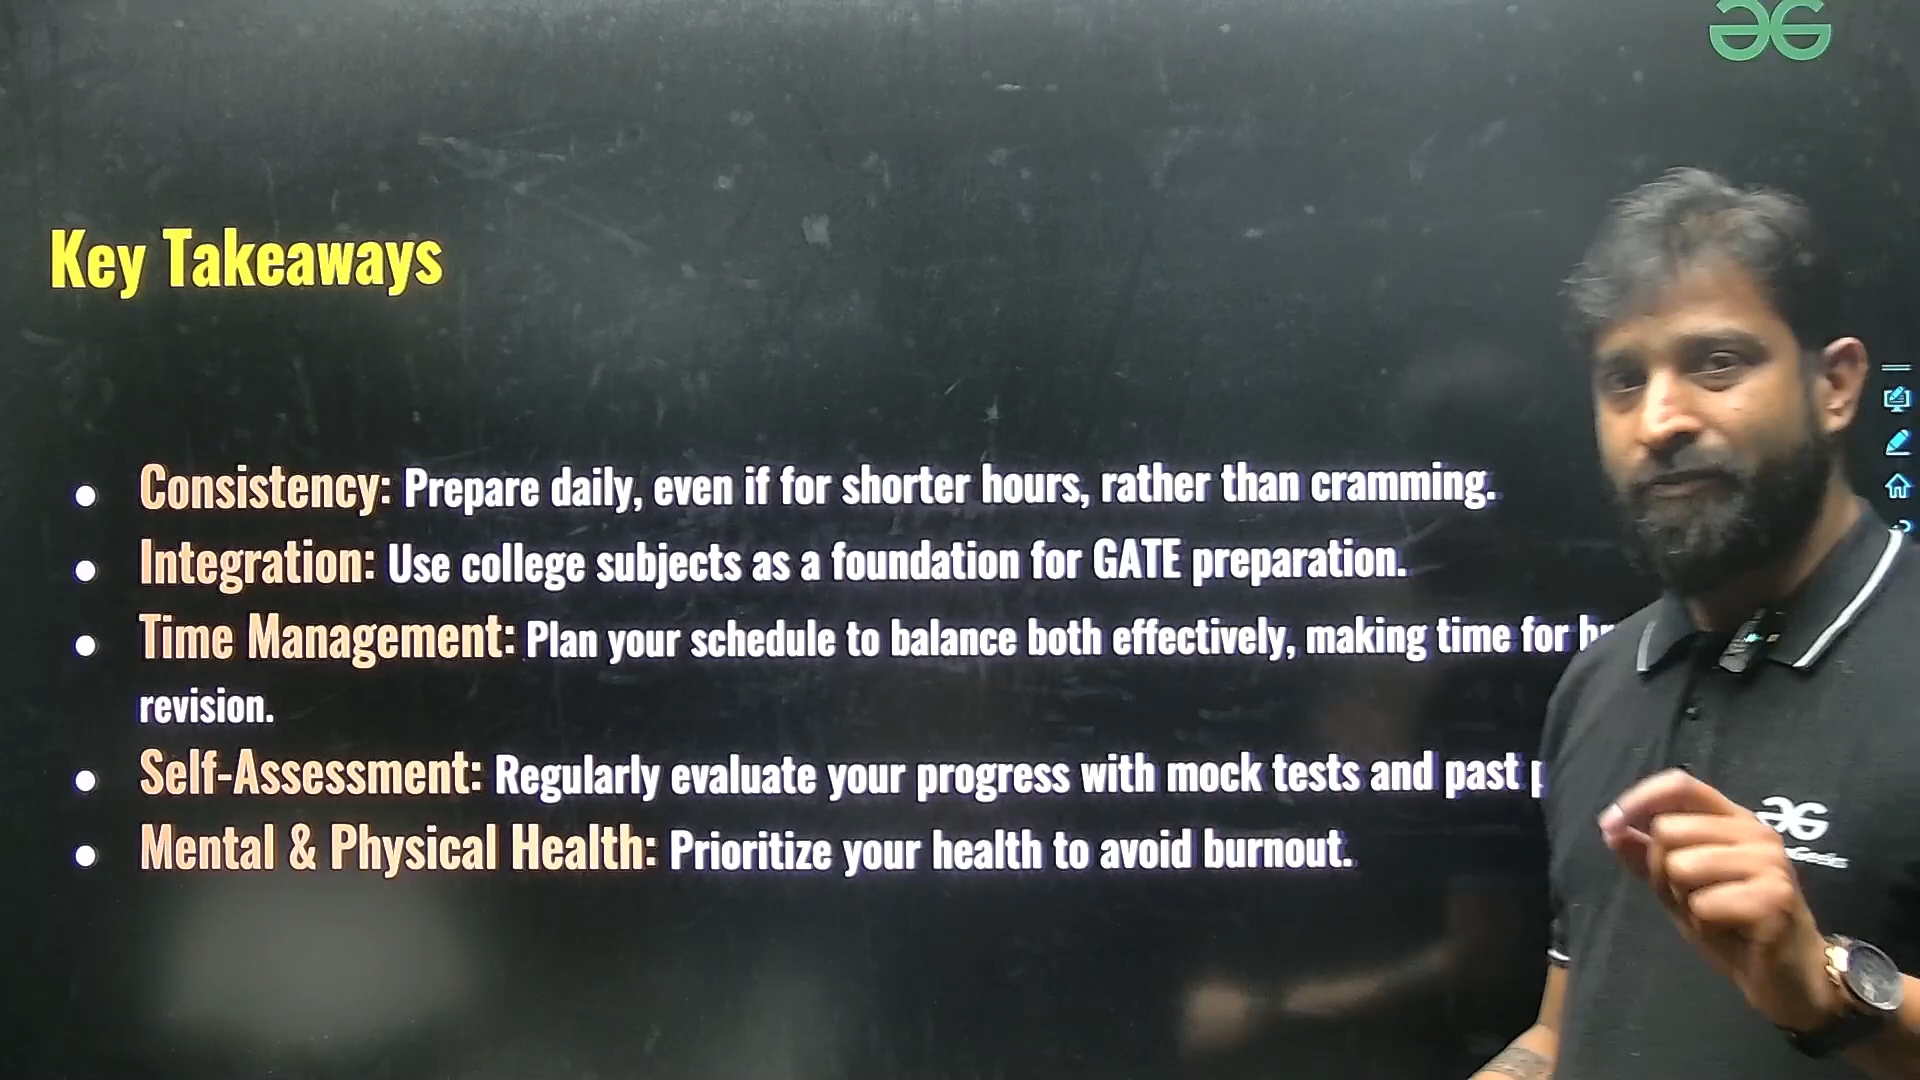 Key Takeaways
Consistency: Prepare daily, even if for shorter hours, rather than cramming.
Integration: Use college subjects as a foundation for GATE preparation.
Time Management: Plan your schedule to balance both effectively, making time for
revision.
Self-Assessment: Regularly evaluate your progress with mock tests and past
Mental & Physical Health: Prioritize your health to avoid burnout.